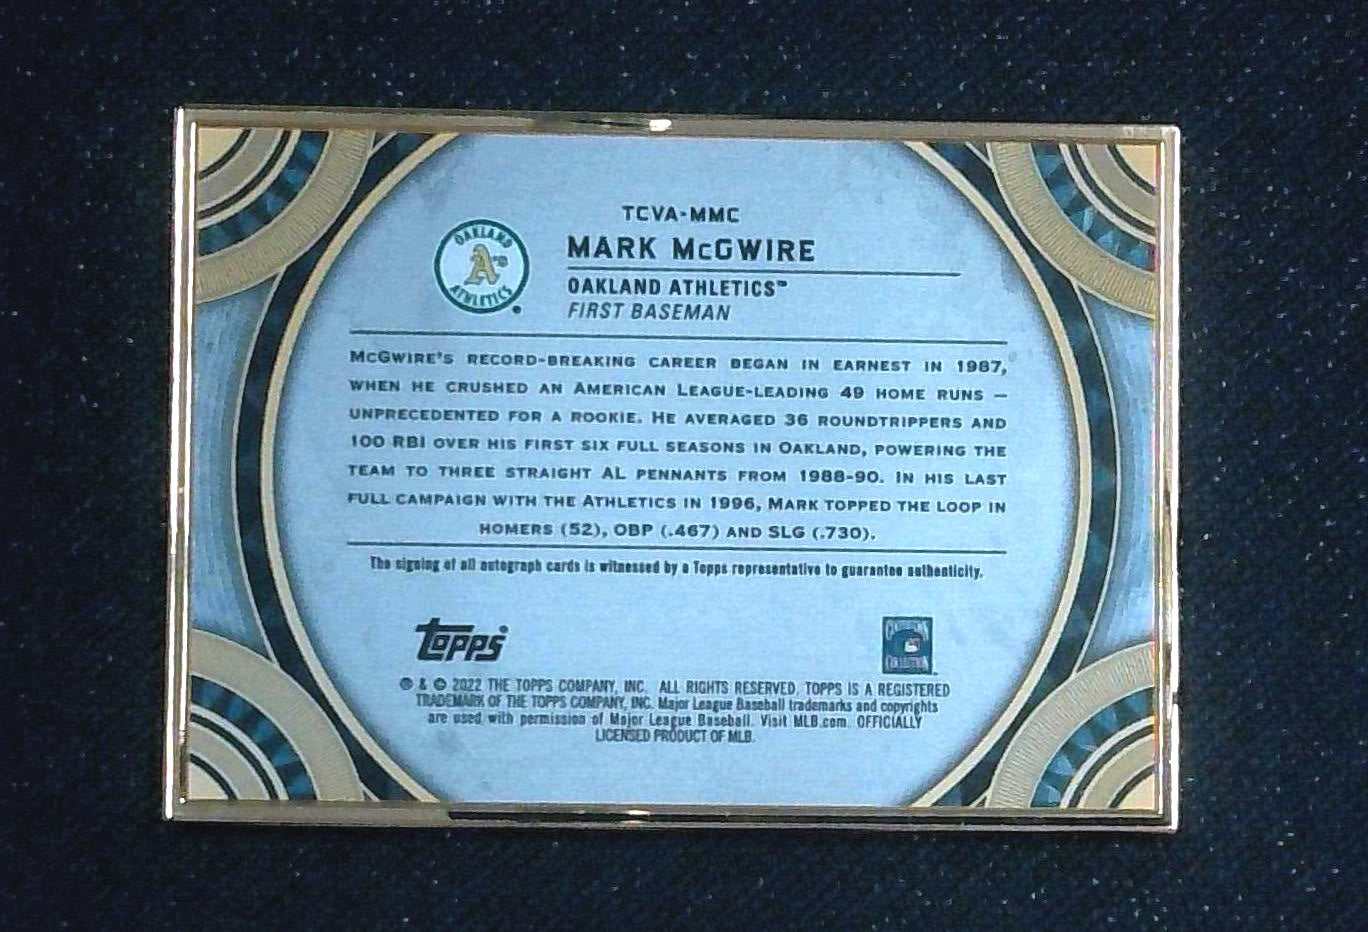 TCVA-MMC
OAKLAND
A's
ATHLETICS
MARK McGWIRE
OAKLAND ATHLETICS™
FIRST BASEMAN
McGWIRE'S RECORD-BREAKING CAREER BEGAN IN EARNEST IN 1987,
WHEN HE CRUSHED AN AMERICAN LEAGUE-LEADING 49 HOME RUNS —
UNPRECEDENTED FOR A ROOKIE. HE AVERAGED 36 ROUNDTRIPPERS AND
100 RBI OVER HIS FIRST SIX FULL SEASONS IN OAKLAND, POWERING THE
TEAM TO THREE STRAIGHT AL PENNANTS FROM 1988-90. IN HIS LAST
FULL CAMPAIGN WITH THE ATHLETICS IN 1996, MARK TOPPED THE LOOP IN
HOMERS (52), OBP (.467) AND SLG (.730).
The signing of all autograph cards is witnessed by a Topps representative to guarantee authenticity.
Topps
COOPERSTOWN
COLLECTION
® & © 2022 THE TOPPS COMPANY, INC. ALL RIGHTS RESERVED. TOPPS IS A REGISTERED
TRADEMARK OF THE TOPPS COMPANY, INC. Major League Baseball trademarks and copyrights
are used with permission of Major League Baseball. Visit MLB.com. OFFICIALLY
LICENSED PRODUCT OF MLB.